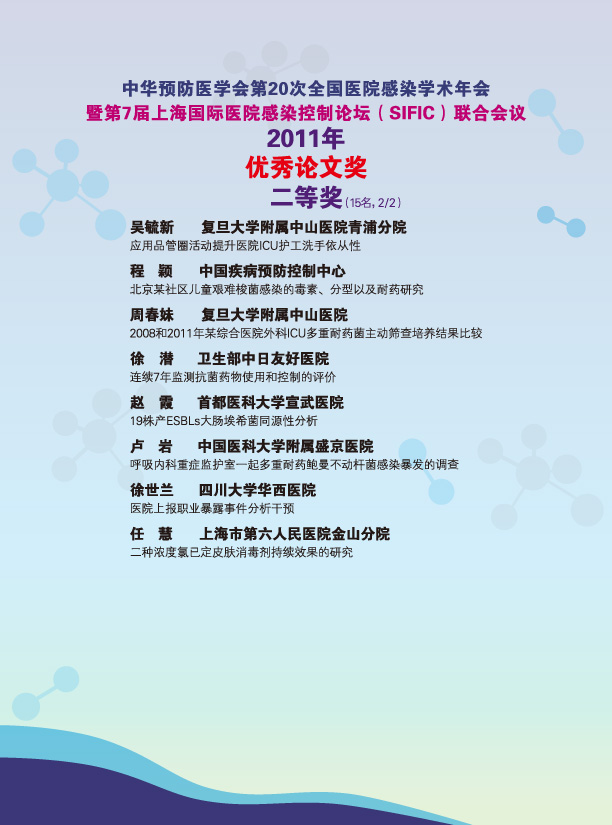 中华预防医学会第20次全国医院感染学术年会
暨第7届上海国际医院感染控制论坛（SIFIC）联合会议
2011年
优秀论文奖
二等奖(15名，2/2）
吴毓新 复旦大学附属中山医院青浦分院
应用品管圈活动提升医院ICU护工洗手依从性
程 颖 中国疾病预防控制中心
北京某社区儿童艰难梭菌感染的毒素、分型以及耐药研究
周春妹 复旦大学附属中山医院
2008和2011年某综合医院外科ICU多重耐药菌主动筛查培养结果比较
徐 潜 卫生部中日友好医院
连续7年监测抗菌药物使用和控制的评价
赵 霞 首都医科大学宣武医院
19株产ESBLs大肠埃希菌同源性分析
卢 岩 中国医科大学附属盛京医院
呼吸内科重症监护室一起多重耐药鲍曼不动杆菌感染暴发的调查
徐世兰 四川大学华西医院
医院上报职业暴露事件分析干预
任 慧 上海市第六人民医院金山分院
二种浓度氯已定皮肤消毒剂持续效果的研究